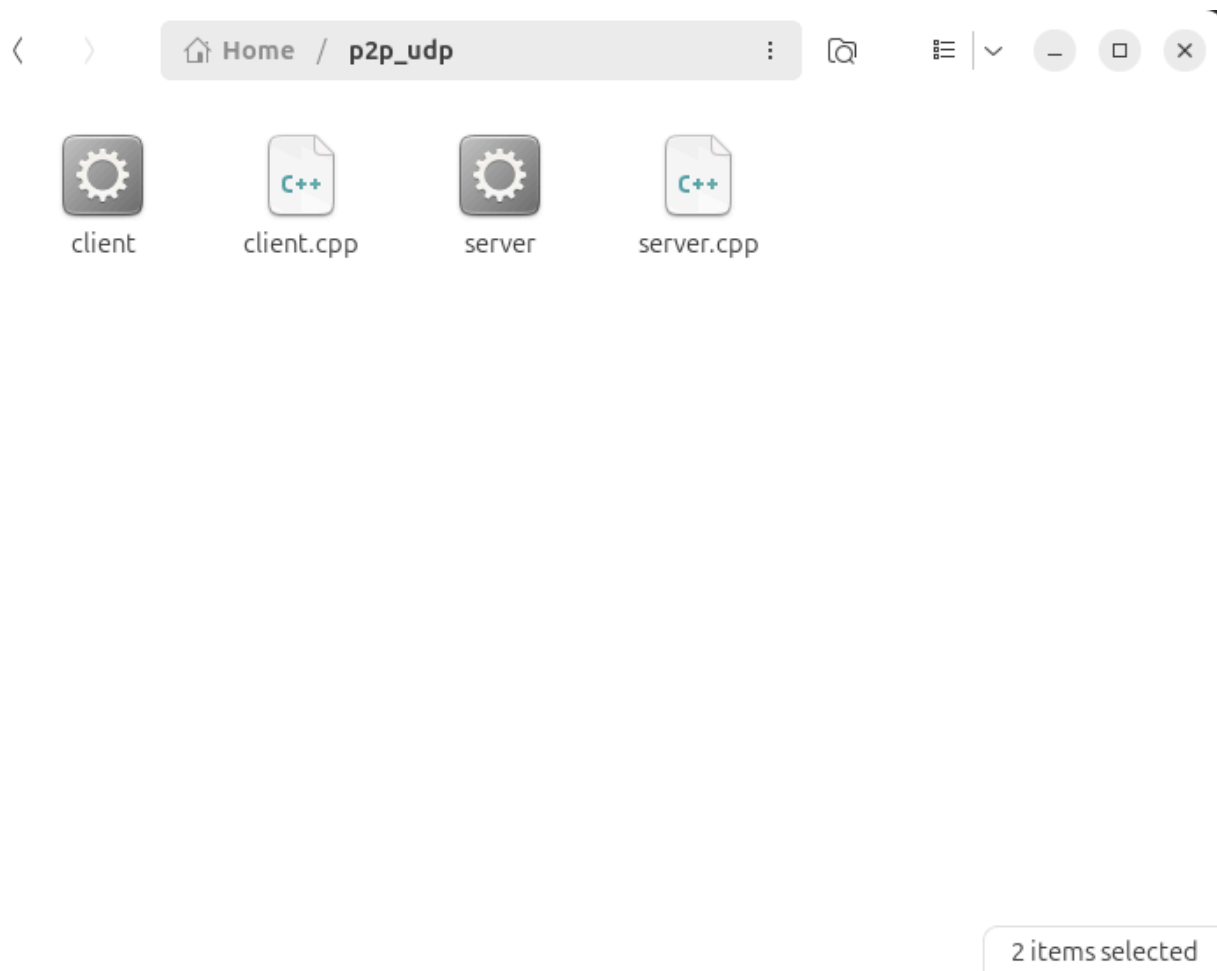 Home / p2p_udp
C++ C++
client client.cpp server server.cpp
2 items selected